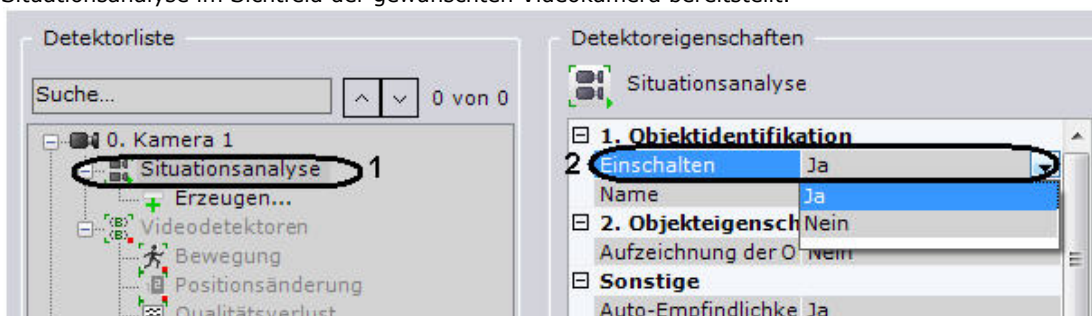 Situationsanalyse im Sichtfeld der gewünschten Videokamera bereitstellt.
Detektorliste
Suche...
0 von 0
0. Kamera 1
Situationsanalyse 1
Erzeugen...
Videodetektoren
Bewegung
Positionsänderung
Qualitätsverlust
Detektoreigenschaften
Situationsanalyse
1. Objektidentifikation
2 Einschalten Ja
Name Ja
2. Objekteigensch Nein
Aufzeichnung der O Nein
Sonstige
Auto-Empfindlichke Ja